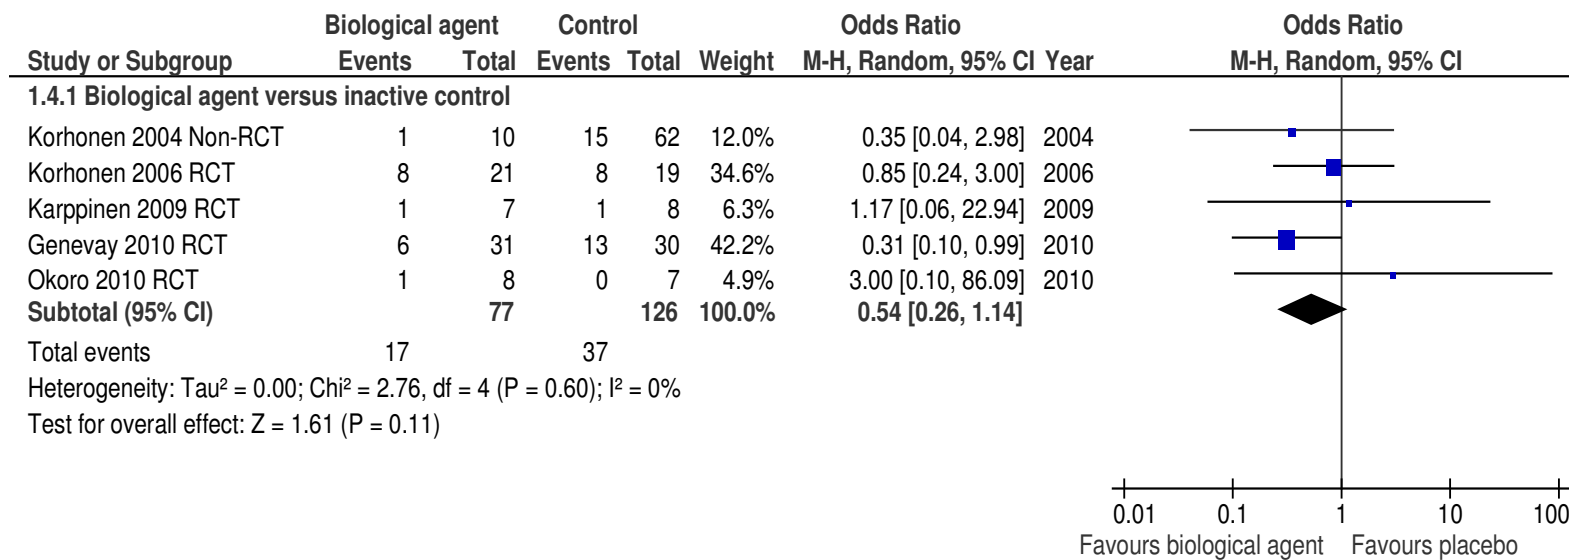 Biological agent Control Odds Ratio Odds Ratio
Study or Subgroup Events Total Events Total Weight M-H, Random, 95% CI Year M-H, Random, 95% CI
1.4.1 Biological agent versus inactive control
Korhonen 2004 Non-RCT 1 10 15 62 12.0% 0.35 [0.04, 2.98] 2004
Korhonen 2006 RCT 8 21 8 19 34.6% 0.85 [0.24, 3.00] 2006
Karppinen 2009 RCT 1 7 1 8 6.3% 1.17 [0.06, 22.94] 2009
Genevay 2010 RCT 6 31 13 30 42.2% 0.31 [0.10, 0.99] 2010
Okoro 2010 RCT 1 8 0 7 4.9% 3.00 [0.10, 86.09] 2010
Subtotal (95% CI) 77 126 100.0% 0.54 [0.26, 1.14]
Total events 17 37
Heterogeneity: Tau² = 0.00; Chi² = 2.76, df = 4 (P = 0.60); I² = 0%
Test for overall effect: Z = 1.61 (P = 0.11)
0.01 0.1 1 10 100
Favours biological agent Favours placebo